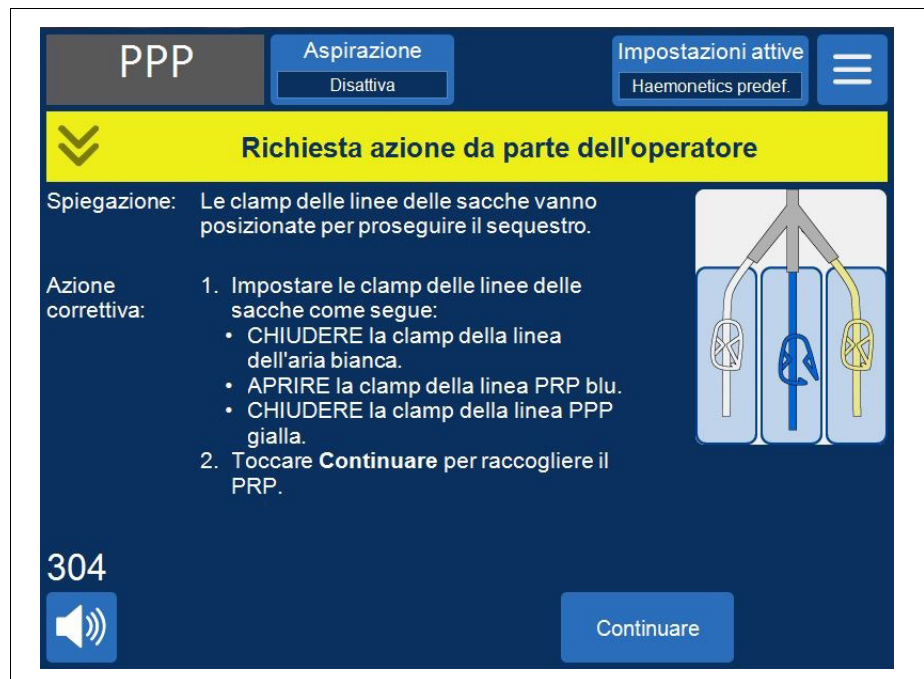 PPP
Aspirazione
Disattiva
Impostazioni attive
Haemonetics predef.
Richiesta azione da parte dell'operatore
Spiegazione:
Le clamp delle linee delle sacche vanno
posizionate per proseguire il sequestro.
Azione
correttiva:
1. Impostare le clamp delle linee delle
sacche come segue:
• CHIUDERE la clamp della linea
dell'aria bianca.
• APRIRE la clamp della linea PRP blu.
• CHIUDERE la clamp della linea PPP
gialla.
2. Toccare Continuare per raccogliere il
PRP.
304
Continuare